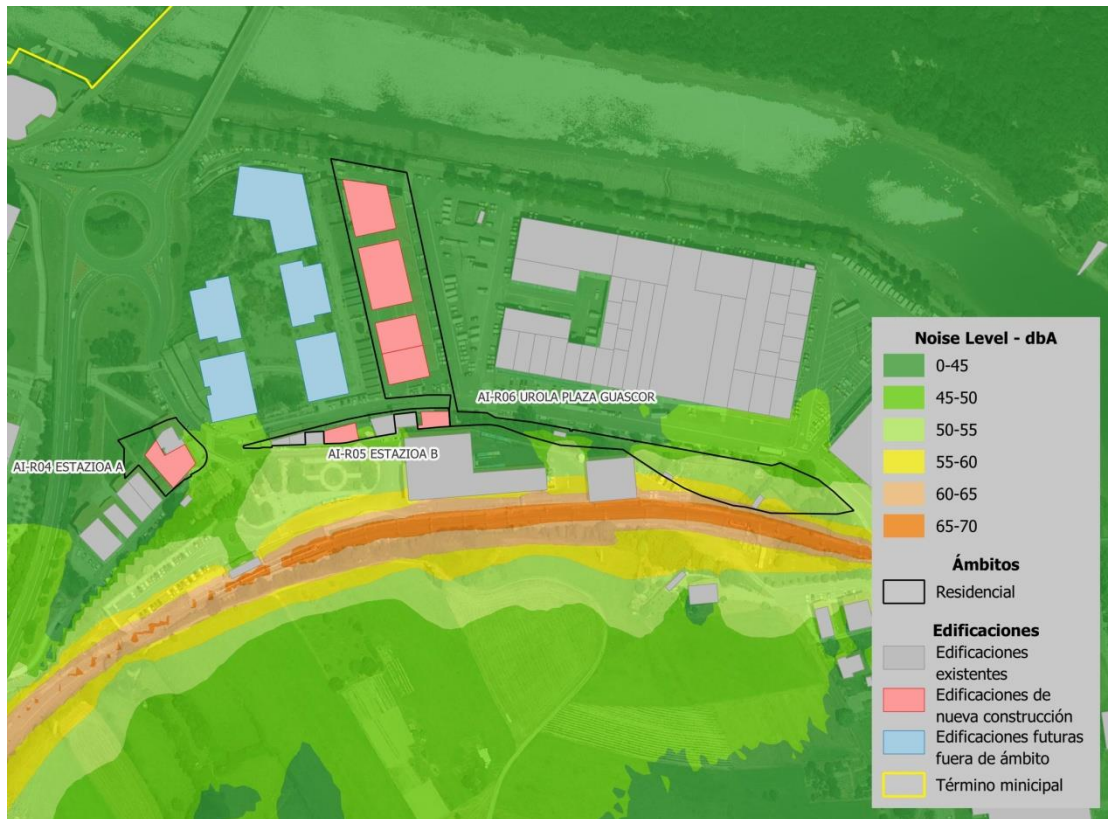 AI-R06 UROLA PLAZA GUASCOR
AI-R05 ESTAZIOA B
AI-R04 ESTAZIOA A
Noise Level - dbA
0-45
45-50
50-55
55-60
60-65
65-70
Ámbitos
Residencial
Edificaciones
Edificaciones
existentes
Edificaciones de
nueva construcción
Edificaciones futuras
fuera de ámbito
Término minicipal